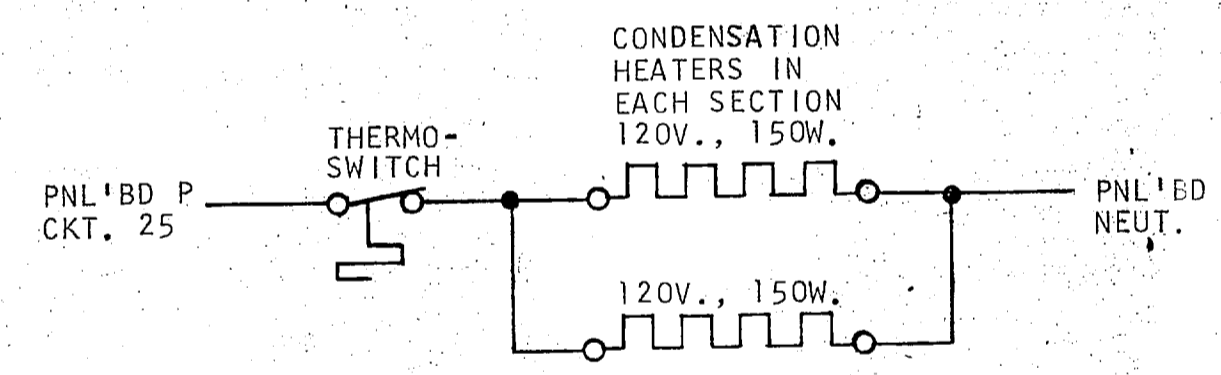 CONDENSATION
HEATERS IN
EACH SECTION
120V., 150W.
THERMO-
SWITCH
PNL'BD P
CKT. 25
PNL'BD
NEUT.
120V., 150W.